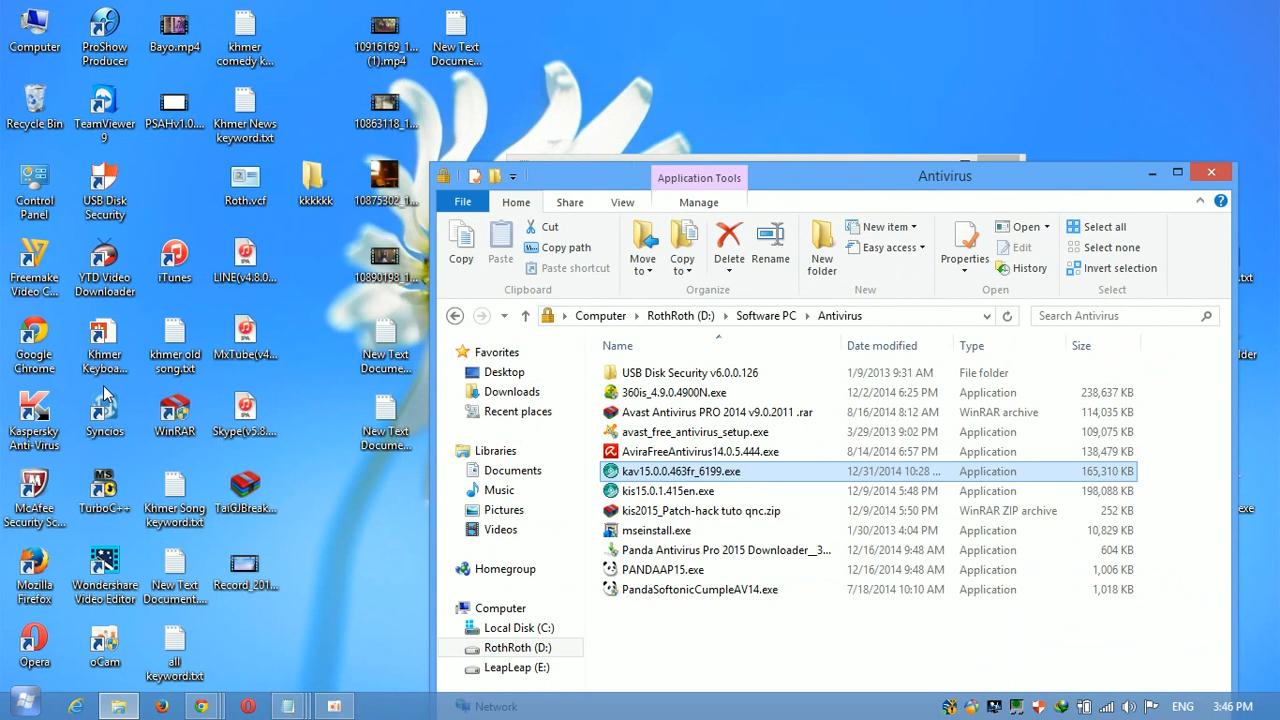 Computer
ProShow
Producer
Bayo.mp4
khmer
comedy k...
10916169_1...
(1).mp4
New Text
Docume...
Recycle Bin
TeamViewer
9
PSAHv1.0....
Khmer News
keyword.txt
10863118_1...
Control
Panel
USB Disk
Security
Roth.vcf
kkkkkk
10875302_1...
Freemake
Video C...
YTD Video
Downloader
iTunes
LINE(v4.8.0...
10890198_1...
Google
Chrome
Khmer
Keyboa...
khmer old
song.txt
MxTube(v4...
New Text
Docume...
Kaspersky
Anti-Virus
Syncios
WinRAR
Skype(v5.8....
New Text
Docume...
McAfee
Security Sc...
TurboC++
Khmer Song
keyword.txt
TaiGJBreak...
Mozilla
Firefox
Wondershare
Video Editor
New Text
Document....
Record_201...
Opera
oCam
all
keyword.txt
Application Tools
Antivirus
File
Home
Share
View
Manage
Copy
Paste
Cut
Copy path
Paste shortcut
Clipboard
Move
to
Copy
to
Delete
Rename
Organize
New
folder
New item
Easy access
New
Properties
Open
Edit
History
Open
Select all
Select none
Invert selection
Select
Computer
RothRoth (D:)
Software PC
Antivirus
Search Antivirus
Favorites
Desktop
Downloads
Recent places
Libraries
Documents
Music
Pictures
Videos
Homegroup
Computer
Local Disk (C:)
RothRoth (D:)
LeapLeap (E:)
Network
Name Date modified Type Size
USB Disk Security v6.0.0.126 1/9/2013 9:31 AM File folder
360is_4.9.0.4900N.exe 12/2/2014 6:25 PM Application 238,637 KB
Avast Antivirus PRO 2014 v9.0.2011 .rar 8/16/2014 8:12 AM WinRAR archive 114,035 KB
avast_free_antivirus_setup.exe 3/29/2013 9:02 PM Application 109,075 KB
AviraFreeAntivirus14.0.5.444.exe 8/14/2014 6:57 PM Application 138,479 KB
kav15.0.0.463fr_6199.exe 12/31/2014 10:28 ... Application 165,310 KB
kis15.0.1.415en.exe 12/9/2014 5:48 PM Application 198,088 KB
kis2015_Patch-hack tuto qnc.zip 12/9/2014 5:50 PM WinRAR ZIP archive 252 KB
mseinstall.exe 1/30/2013 4:04 PM Application 10,829 KB
Panda Antivirus Pro 2015 Downloader__3... 12/16/2014 9:48 AM Application 604 KB
PANDAAP15.exe 12/16/2014 9:48 AM Application 1,006 KB
PandaSoftonicCumpleAV14.exe 7/18/2014 10:10 AM Application 1,018 KB
.txt
lder
.exe
ENG
3:46 PM